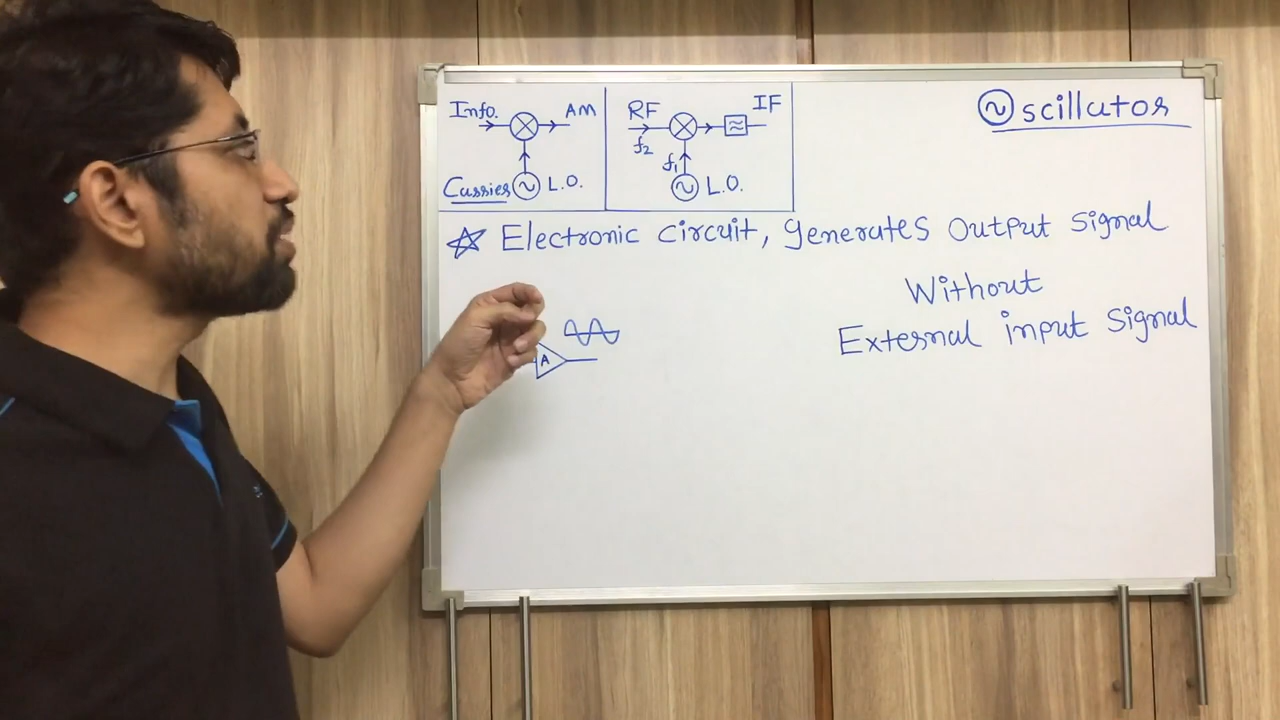 Info. AM
Carrier L.O.
RF IF
f2
f1
L.O.
Oscillator
☆ Electronic circuit, generates output signal
Without
External input signal
A